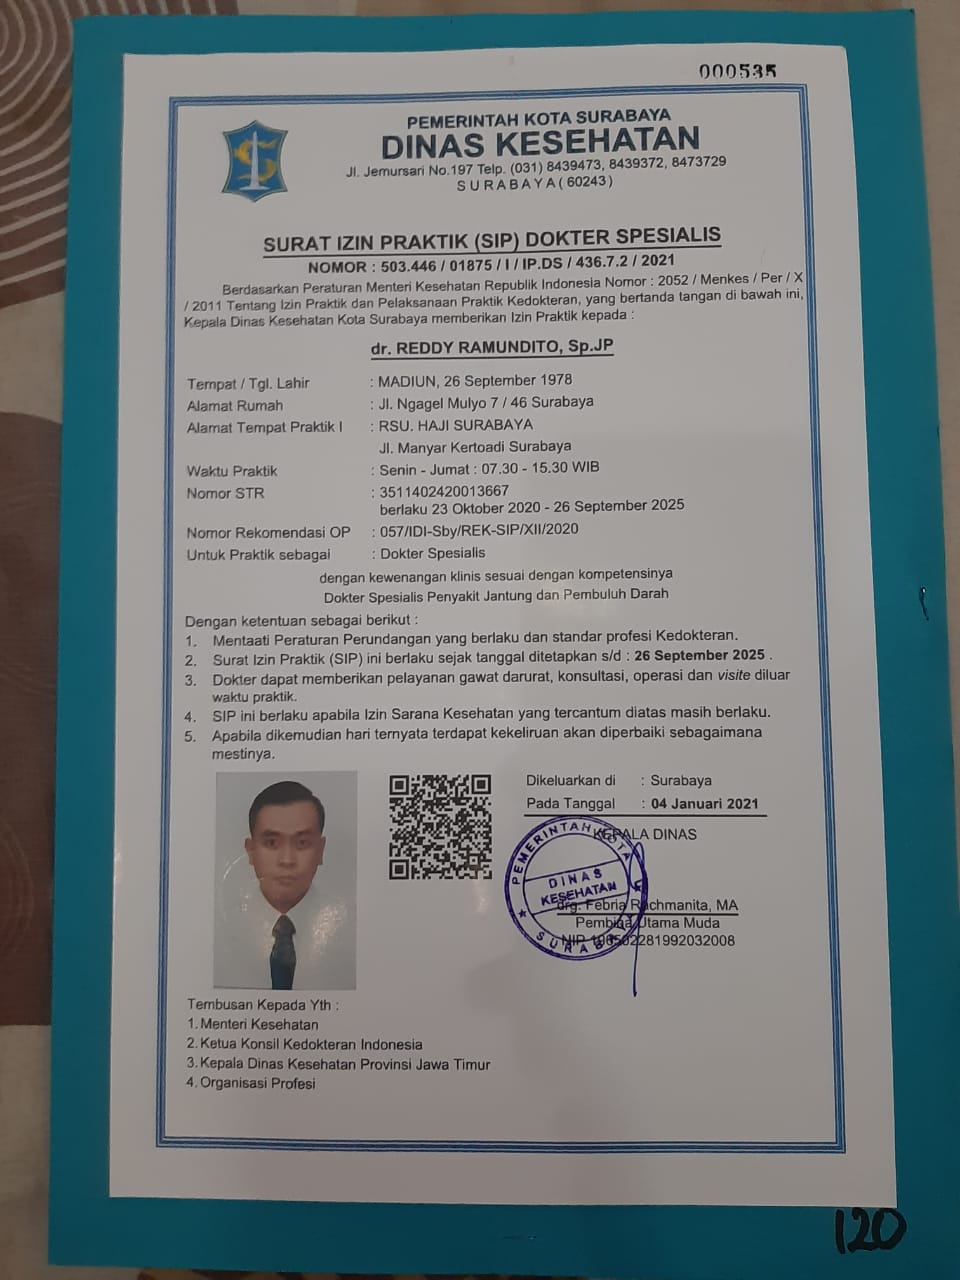 000535
PEMERINTAH KOTA SURABAYA
DINAS KESEHATAN
Jl. Jemursari No.197 Telp. (031) 8439473, 8439372, 8473729
SURABAYA ( 60243 )
SURAT IZIN PRAKTIK (SIP) DOKTER SPESIALIS
NOMOR : 503.446 / 01875 / I / IP.DS / 436.7.2 / 2021
Berdasarkan Peraturan Menteri Kesehatan Republik Indonesia Nomor : 2052 / Menkes / Per / X
/ 2011 Tentang Izin Praktik dan Pelaksanaan Praktik Kedokteran, yang bertanda tangan di bawah ini,
Kepala Dinas Kesehatan Kota Surabaya memberikan Izin Praktik kepada :
dr. REDDY RAMUNDITO, Sp.JP
Tempat / Tgl. Lahir : MADIUN, 26 September 1978
Alamat Rumah : Jl. Ngagel Mulyo 7 / 46 Surabaya
Alamat Tempat Praktik I : RSU. HAJI SURABAYA
Jl. Manyar Kertoadi Surabaya
Waktu Praktik : Senin - Jumat : 07.30 - 15.30 WIB
Nomor STR : 3511402420013667
berlaku 23 Oktober 2020 - 26 September 2025
Nomor Rekomendasi OP : 057/IDI-Sby/REK-SIP/XII/2020
Untuk Praktik sebagai : Dokter Spesialis
dengan kewenangan klinis sesuai dengan kompetensinya
Dokter Spesialis Penyakit Jantung dan Pembuluh Darah
Dengan ketentuan sebagai berikut :
1. Mentaati Peraturan Perundangan yang berlaku dan standar profesi Kedokteran.
2. Surat Izin Praktik (SIP) ini berlaku sejak tanggal ditetapkan s/d : 26 September 2025 .
3. Dokter dapat memberikan pelayanan gawat darurat, konsultasi, operasi dan visite diluar
waktu praktik.
4. SIP ini berlaku apabila Izin Sarana Kesehatan yang tercantum diatas masih berlaku.
5. Apabila dikemudian hari ternyata terdapat kekeliruan akan diperbaiki sebagaimana
mestinya.
Dikeluarkan di : Surabaya
Pada Tanggal : 04 Januari 2021
KEPALA DINAS
PEMERINTAH KOTA
DINAS
KESEHATAN
SURABAYA
drg. Febria Rachmanita, MA
Pembina Utama Muda
NIP 196502281992032008
Tembusan Kepada Yth :
1. Menteri Kesehatan
2. Ketua Konsil Kedokteran Indonesia
3. Kepala Dinas Kesehatan Provinsi Jawa Timur
4. Organisasi Profesi
120